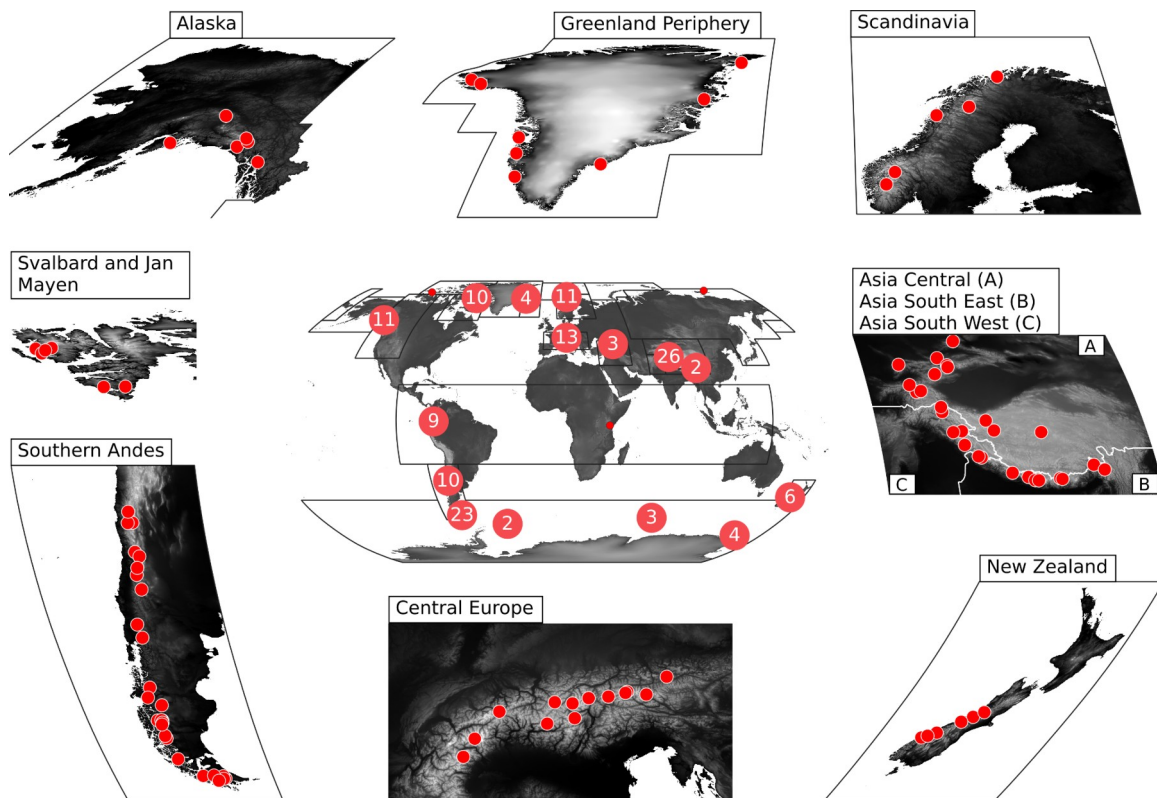 Alaska
Greenland Periphery
Scandinavia
Svalbard and Jan
Mayen
Asia Central (A)
Asia South East (B)
Asia South West (C)
A
C
B
10
4
11
11
13
3
26
2
9
10
6
23
2
3
4
Southern Andes
New Zealand
Central Europe